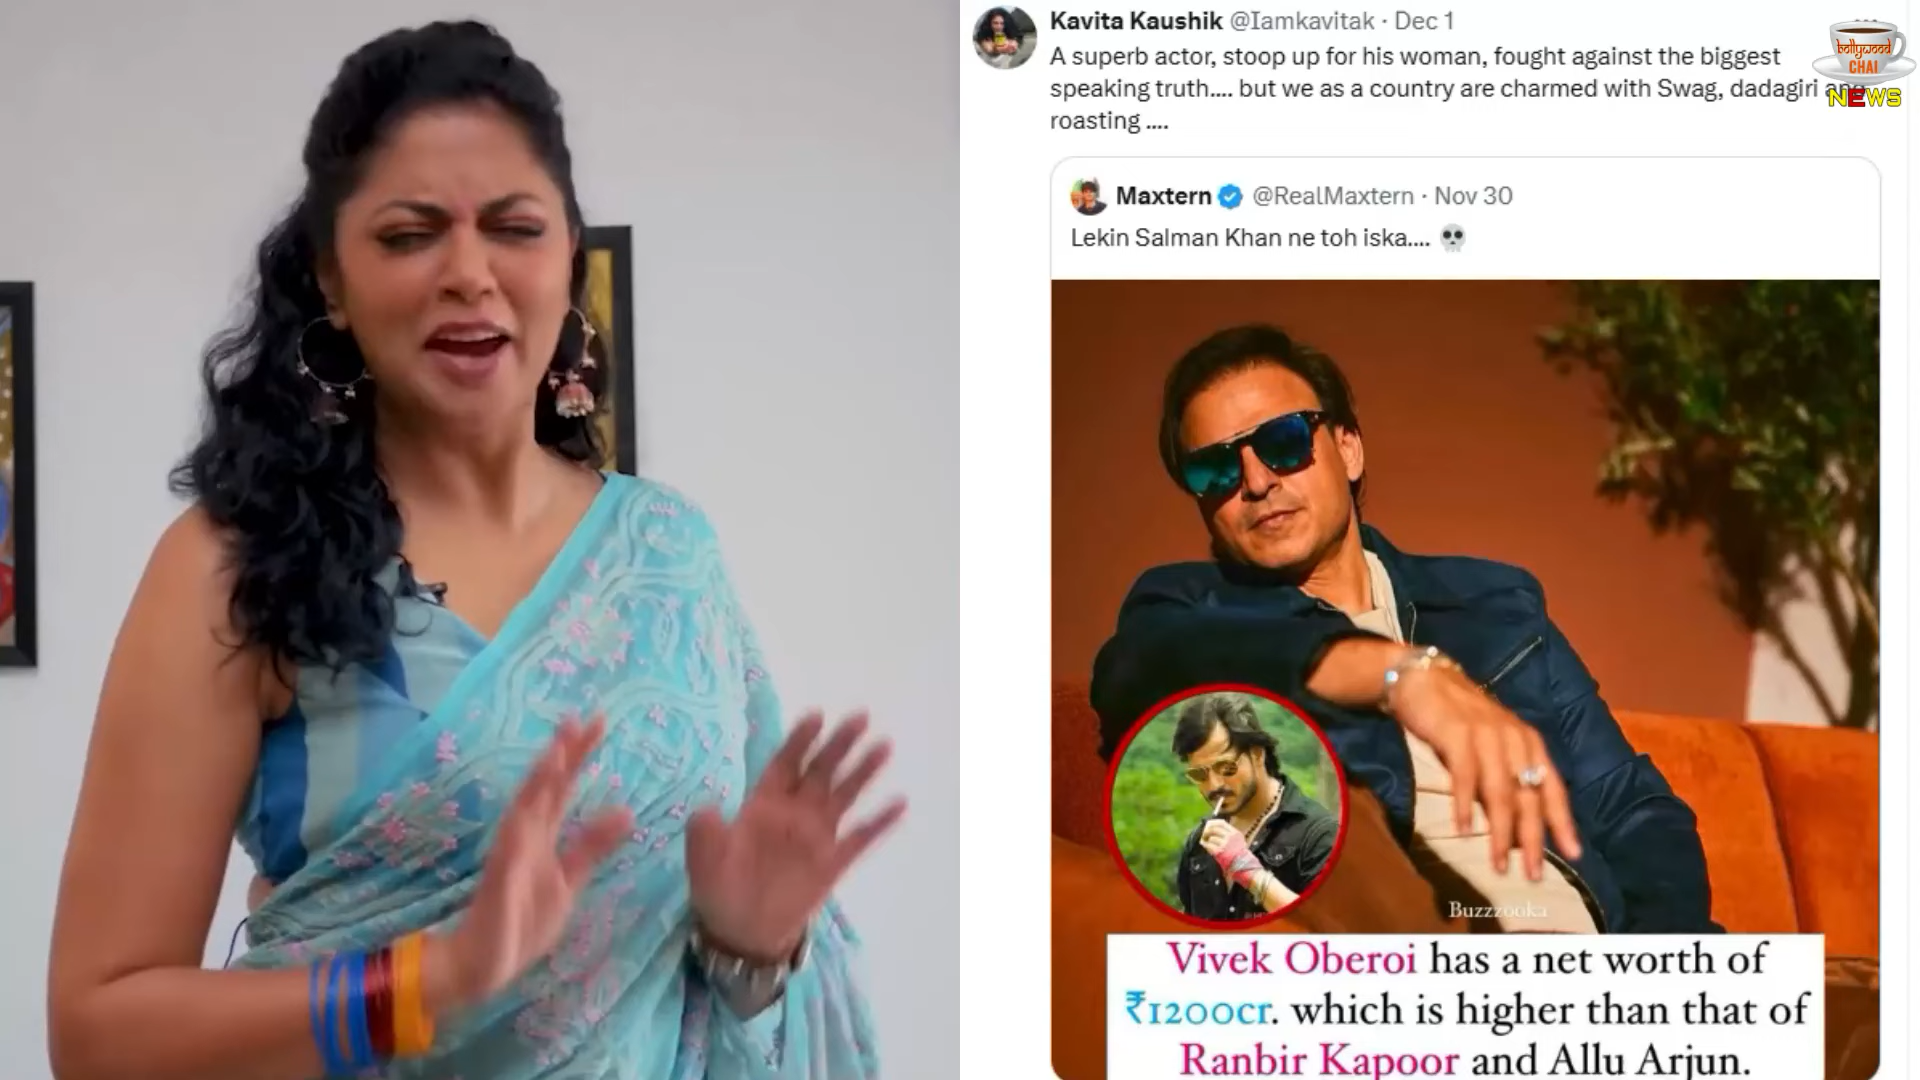 Kavita Kaushik @Iamkavitak · Dec 1
A superb actor, stoop up for his woman, fought against the biggest
speaking truth.... but we as a country are charmed with Swag, dadagiri and
roasting ....
bollywood
CHAI
NEWS
Maxtern @RealMaxtern · Nov 30
Lekin Salman Khan ne toh iska.... 💀
Buzzzooka
Vivek Oberoi has a net worth of
₹1200cr. which is higher than that of
Ranbir Kapoor and Allu Arjun.